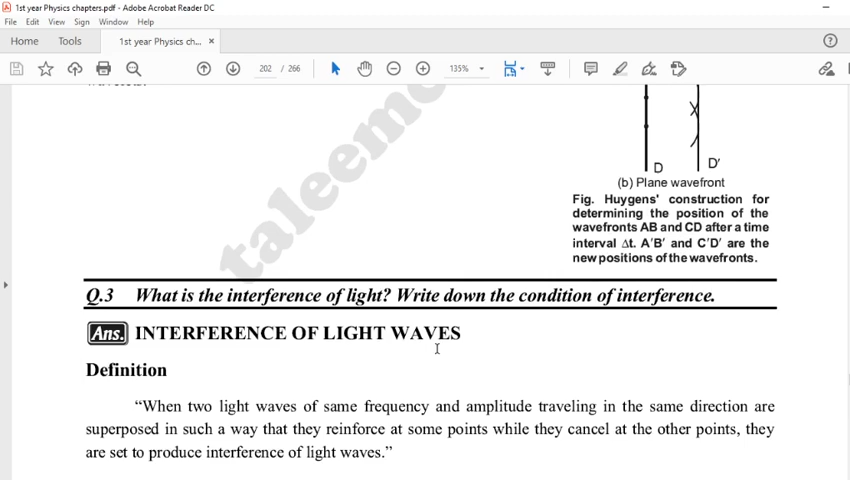 1st year Physics chapters.pdf - Adobe Acrobat Reader DC
File Edit View Sign Window Help
Home Tools 1st year Physics ch... ×
202 / 266 135%
taleem
D D′
(b) Plane wavefront
Fig. Huygens' construction for
determining the position of the
wavefronts AB and CD after a time
interval Δt. A′B′ and C′D′ are the
new positions of the wavefronts.
Q.3 What is the interference of light? Write down the condition of interference.
Ans. INTERFERENCE OF LIGHT WAVES
Definition
“When two light waves of same frequency and amplitude traveling in the same direction are
superposed in such a way that they reinforce at some points while they cancel at the other points, they
are set to produce interference of light waves.”